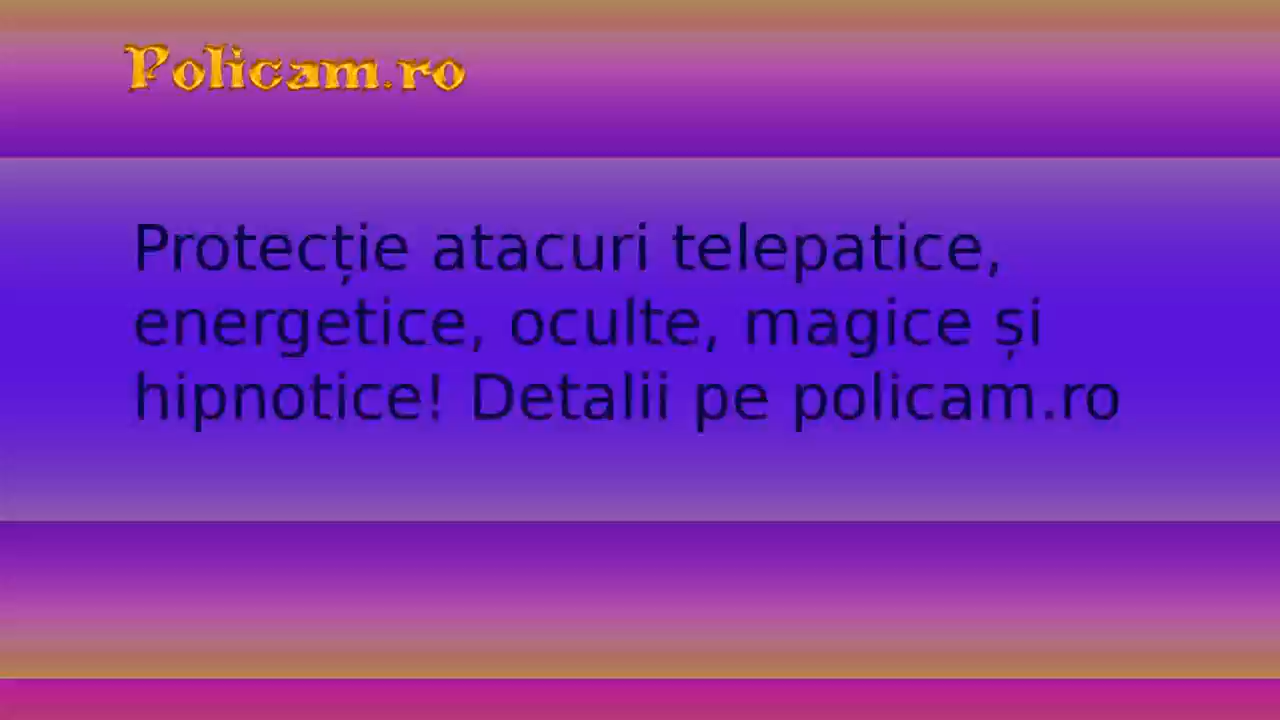 Policam.ro
Protecție atacuri telepatice,
energetice, oculte, magice și
hipnotice! Detalii pe policam.ro